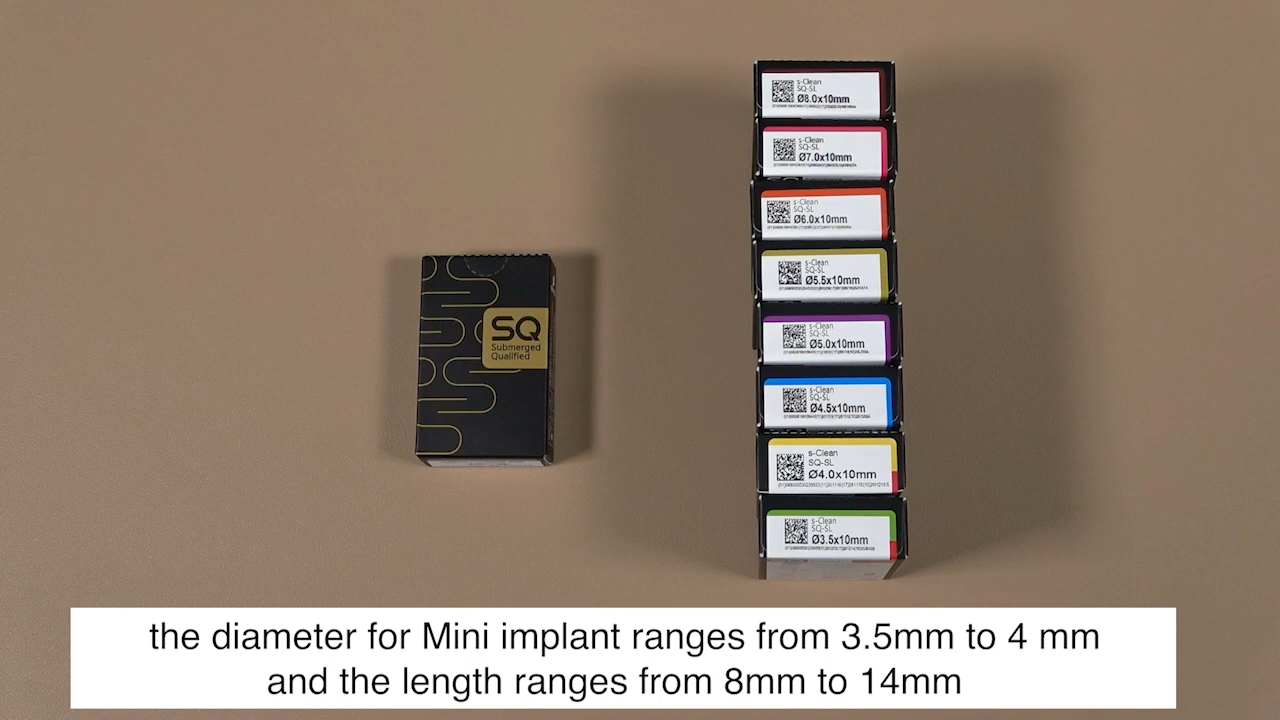 s-Clean
SQ-SL
Ø8.0x10mm
s-Clean
SQ-SL
Ø7.0x10mm
s-Clean
SQ-SL
Ø6.0x10mm
s-Clean
SQ-SL
Ø5.5x10mm
s-Clean
SQ-SL
Ø5.0x10mm
s-Clean
SQ-SL
Ø4.5x10mm
s-Clean
SQ-SL
Ø4.0x10mm
s-Clean
SQ-SL
Ø3.5x10mm
SQ
Submerged
Qualified
the diameter for Mini implant ranges from 3.5mm to 4 mm
and the length ranges from 8mm to 14mm